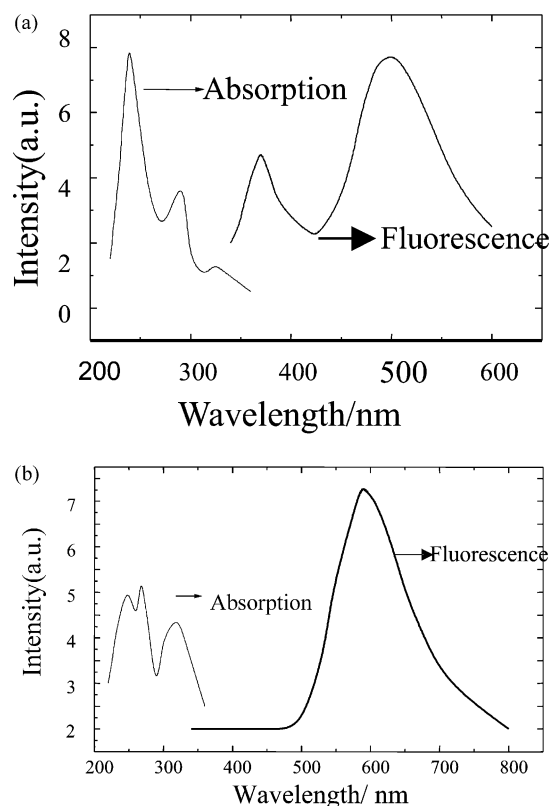 (a)
8
Absorption
6
Intensity(a.u.)
4
Fluorescence
2
0
200 300 400 500 600
Wavelength/nm
(b)
7
Fluorescence
6
5
Absorption
Intensity(a.u.)
4
3
2
200 300 400 500 600 700 800
Wavelength/ nm